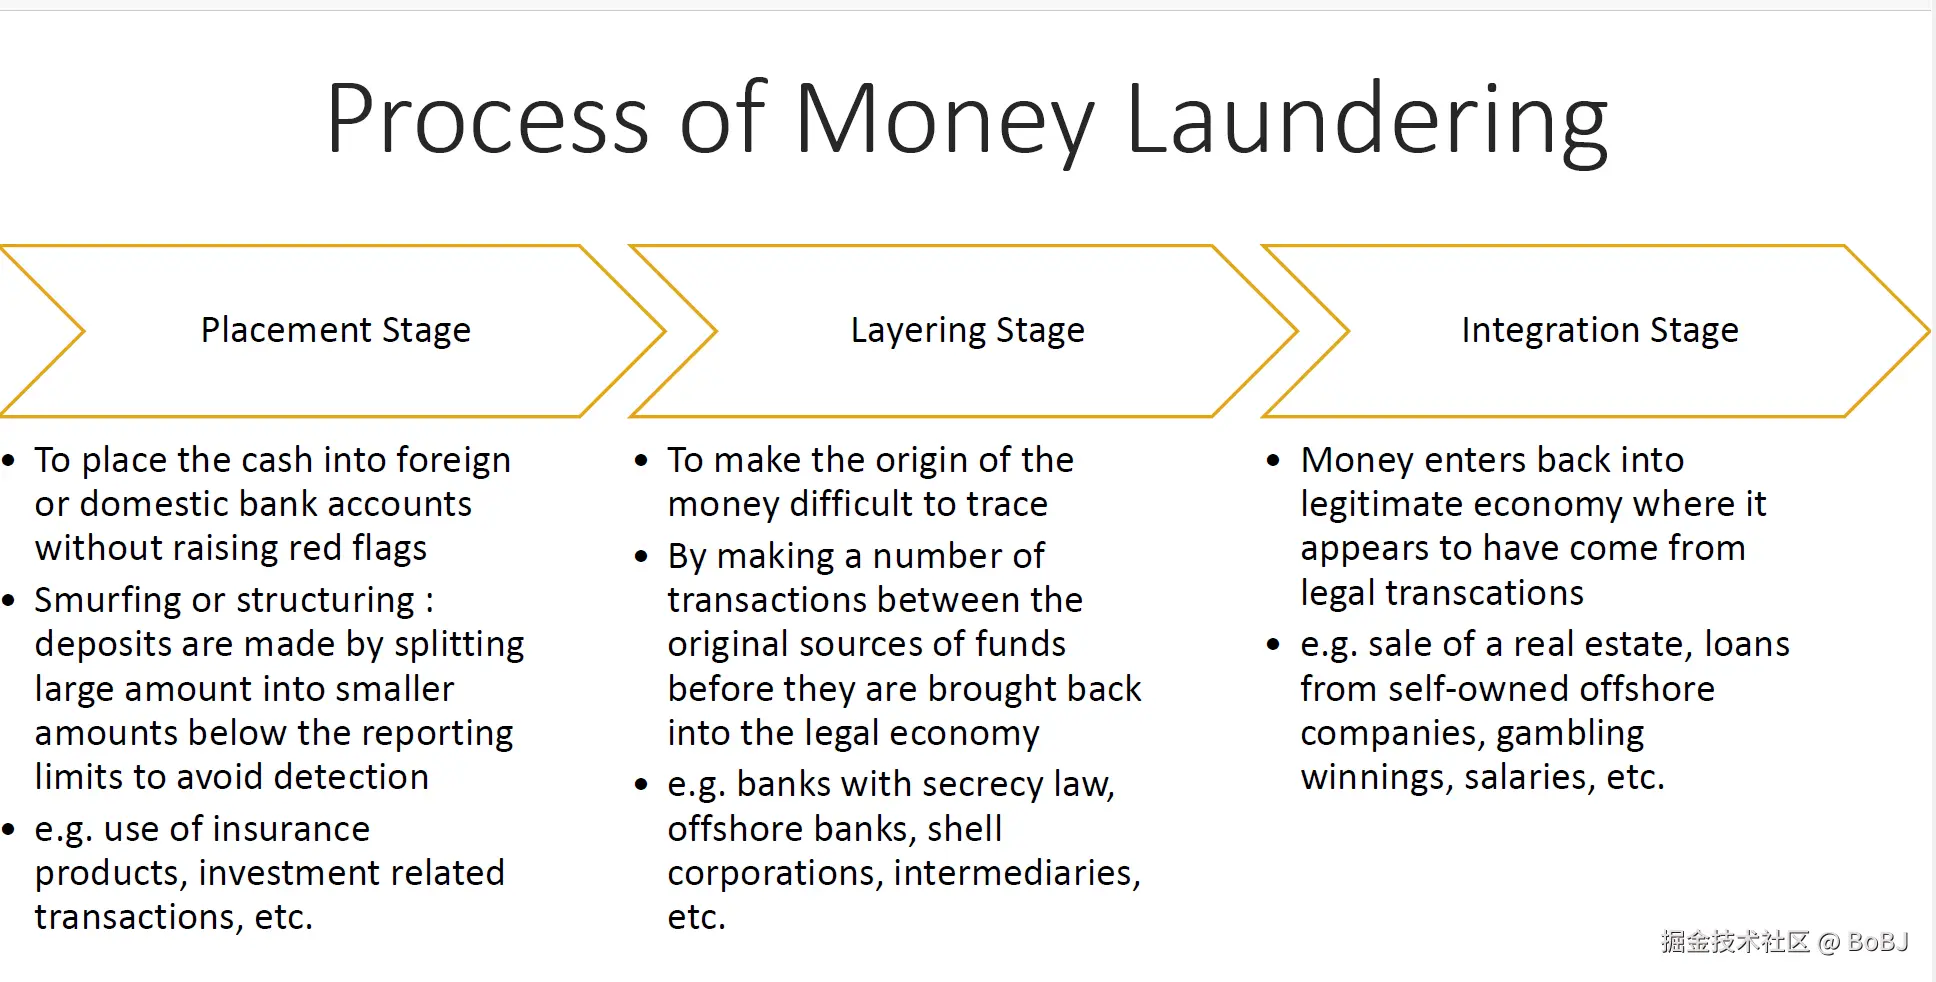 Process of Money Laundering
Placement Stage
• To place the cash into foreign
or domestic bank accounts
without raising red flags
• Smurfing or structuring :
deposits are made by splitting
large amount into smaller
amounts below the reporting
limits to avoid detection
• e.g. use of insurance
products, investment related
transactions, etc.
Layering Stage
• To make the origin of the
money difficult to trace
• By making a number of
transactions between the
original sources of funds
before they are brought back
into the legal economy
• e.g. banks with secrecy law,
offshore banks, shell
corporations, intermediaries,
etc.
Integration Stage
• Money enters back into
legitimate economy where it
appears to have come from
legal transcations
• e.g. sale of a real estate, loans
from self-owned offshore
companies, gambling
winnings, salaries, etc.
掘金技术社区 @ BoBJ